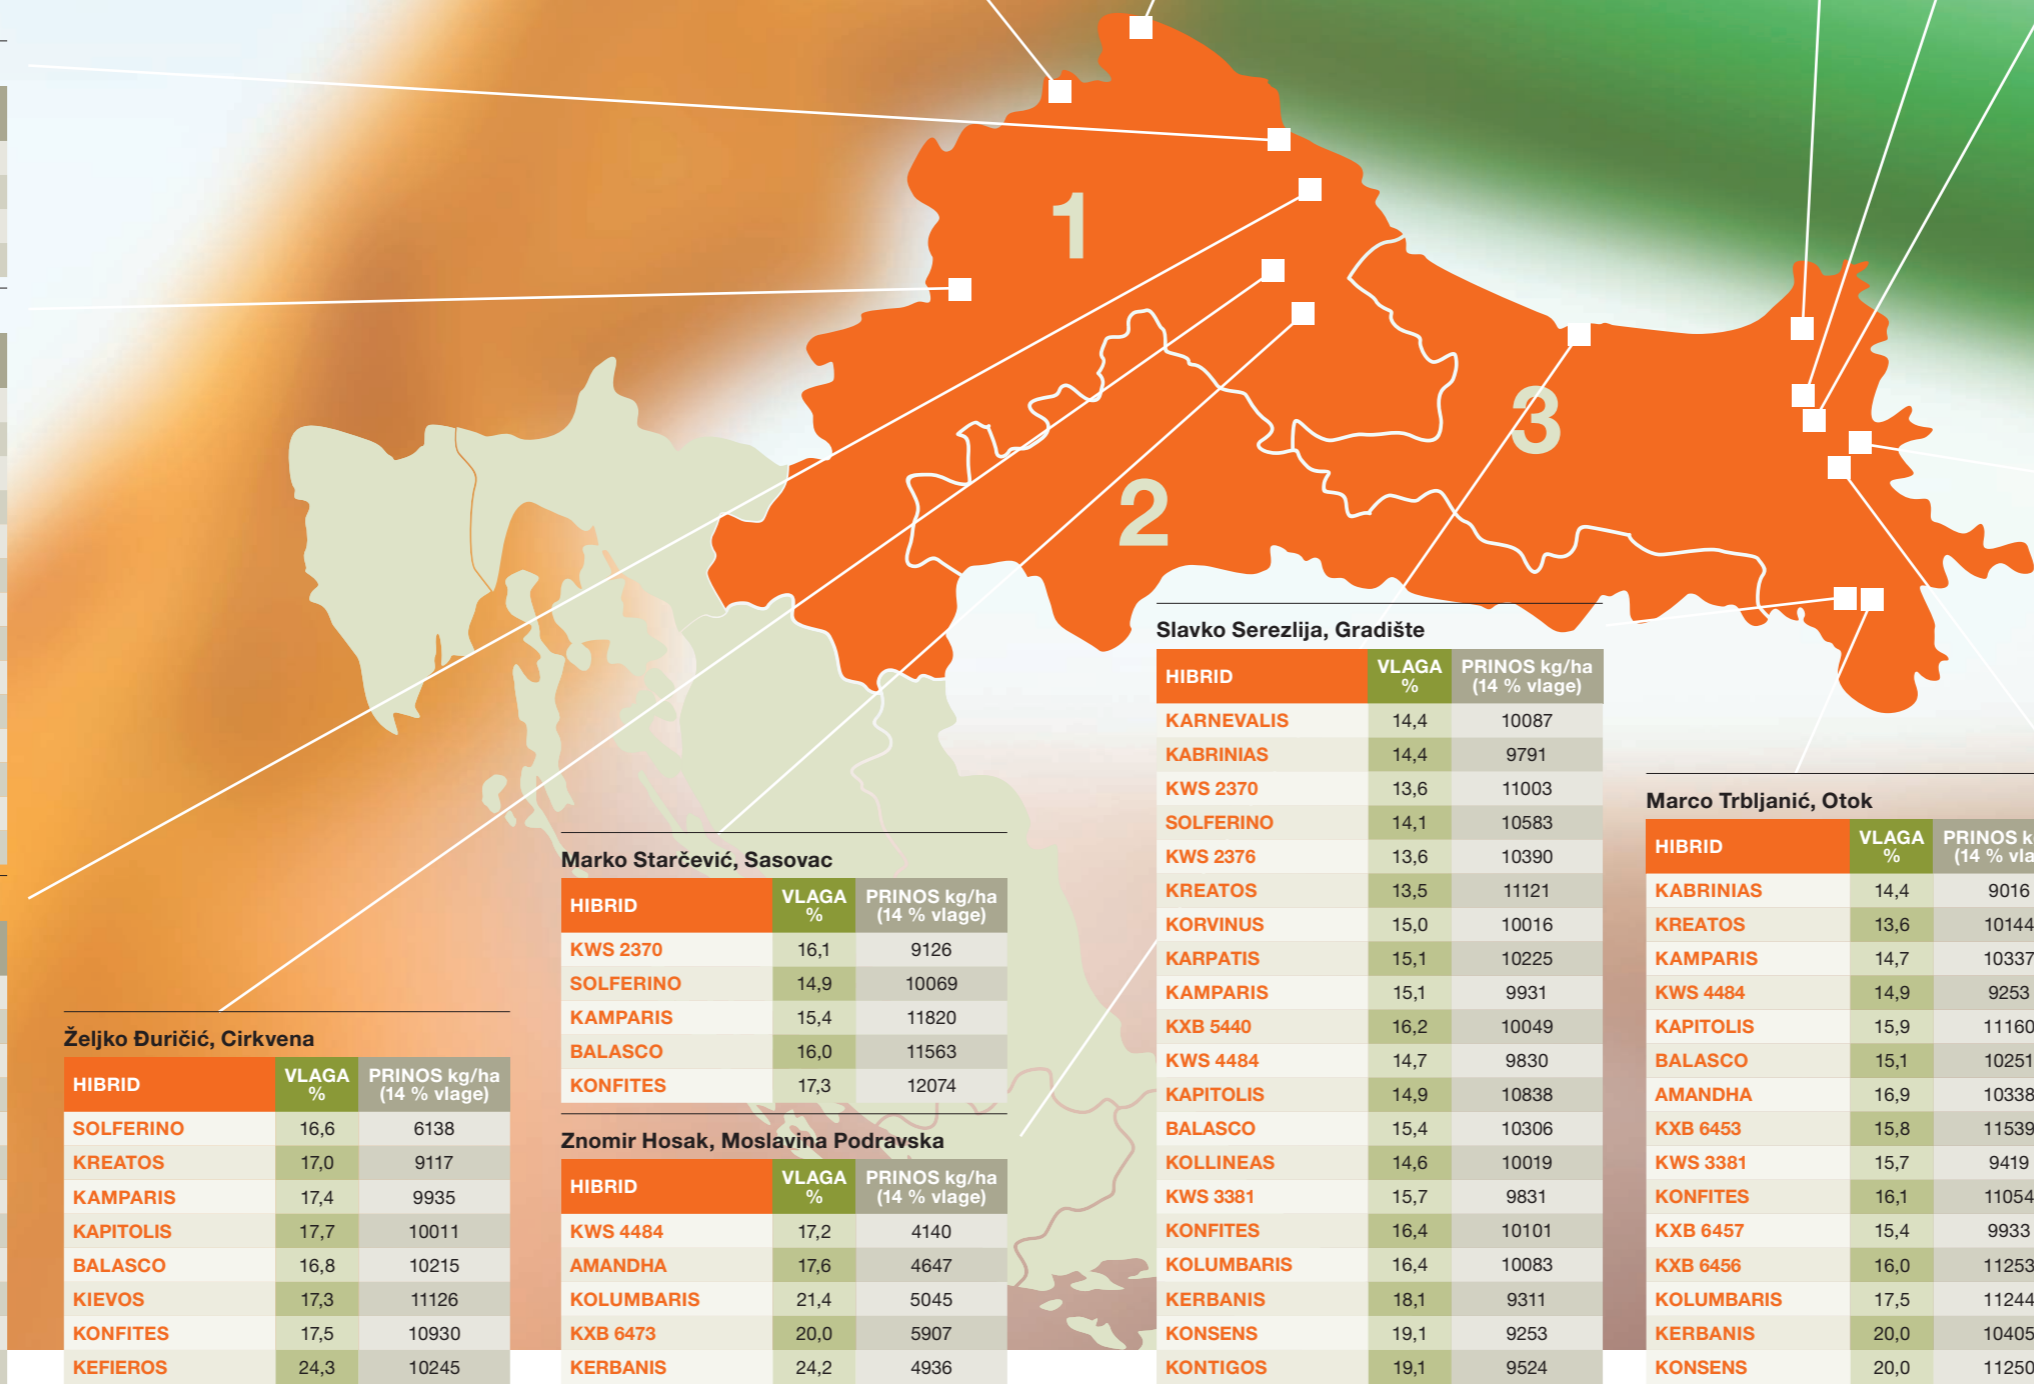 1
2
3
Željko Đuričić, Cirkvena
HIBRID VLAGA % PRINOS kg/ha (14 % vlage)
SOLFERINO 16,6 6138
KREATOS 17,0 9117
KAMPARIS 17,4 9935
KAPITOLIS 17,7 10011
BALASCO 16,8 10215
KIEVOS 17,3 11126
KONFITES 17,5 10930
KEFIEROS 24,3 10245
Marko Starčević, Sasovac
HIBRID VLAGA % PRINOS kg/ha (14 % vlage)
KWS 2370 16,1 9126
SOLFERINO 14,9 10069
KAMPARIS 15,4 11820
BALASCO 16,0 11563
KONFITES 17,3 12074
Znomir Hosak, Moslavina Podravska
HIBRID VLAGA % PRINOS kg/ha (14 % vlage)
KWS 4484 17,2 4140
AMANDHA 17,6 4647
KOLUMBARIS 21,4 5045
KXB 6473 20,0 5907
KERBANIS 24,2 4936
Slavko Serezlija, Gradište
HIBRID VLAGA % PRINOS kg/ha (14 % vlage)
KARNEVALIS 14,4 10087
KABRINIAS 14,4 9791
KWS 2370 13,6 11003
SOLFERINO 14,1 10583
KWS 2376 13,6 10390
KREATOS 13,5 11121
KORVINUS 15,0 10016
KARPATIS 15,1 10225
KAMPARIS 15,1 9931
KXB 5440 16,2 10049
KWS 4484 14,7 9830
KAPITOLIS 14,9 10838
BALASCO 15,4 10306
KOLLINEAS 14,6 10019
KWS 3381 15,7 9831
KONFITES 16,4 10101
KOLUMBARIS 16,4 10083
KERBANIS 18,1 9311
KONSENS 19,1 9253
KONTIGOS 19,1 9524
Marco Trbljanić, Otok
HIBRID VLAGA % PRINOS k (14 % vla
KABRINIAS 14,4 9016
KREATOS 13,6 10144
KAMPARIS 14,7 10337
KWS 4484 14,9 9253
KAPITOLIS 15,9 11160
BALASCO 15,1 10251
AMANDHA 16,9 10338
KXB 6453 15,8 11539
KWS 3381 15,7 9419
KONFITES 16,1 11054
KXB 6457 15,4 9933
KXB 6456 16,0 11253
KOLUMBARIS 17,5 11244
KERBANIS 20,0 10405
KONSENS 20,0 11250